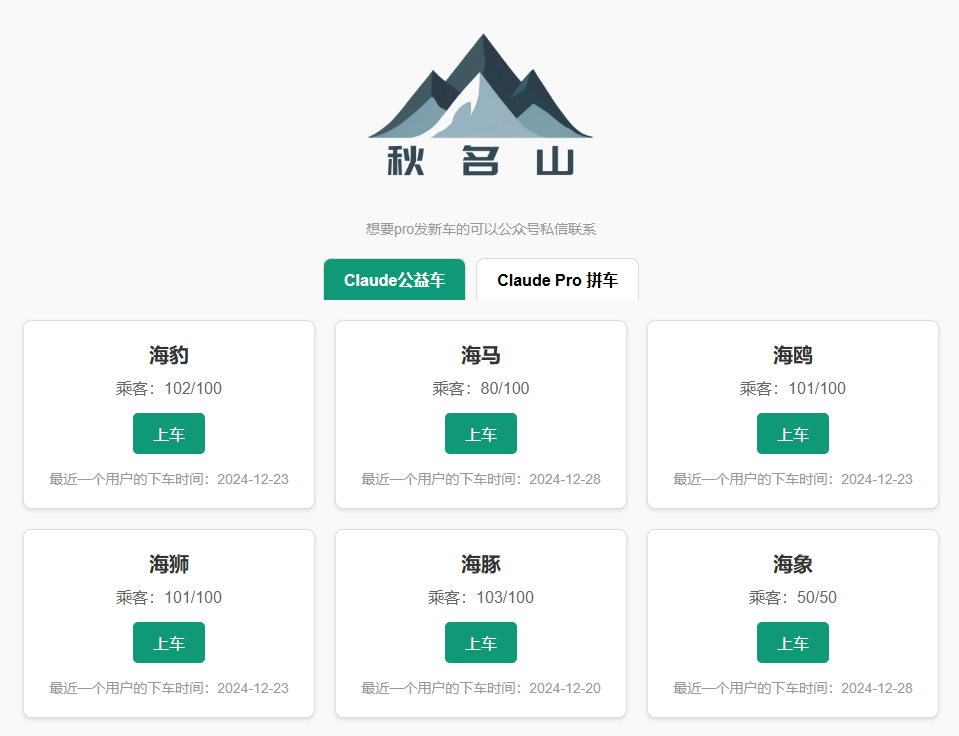 秋名山
想要pro发新车的可以公众号私信联系
Claude公益车 Claude Pro 拼车
海豹
乘客：102/100
上车
最近一个用户的下车时间：2024-12-23
海马
乘客：80/100
上车
最近一个用户的下车时间：2024-12-28
海鸥
乘客：101/100
上车
最近一个用户的下车时间：2024-12-23
海狮
乘客：101/100
上车
最近一个用户的下车时间：2024-12-23
海豚
乘客：103/100
上车
最近一个用户的下车时间：2024-12-20
海象
乘客：50/50
上车
最近一个用户的下车时间：2024-12-28